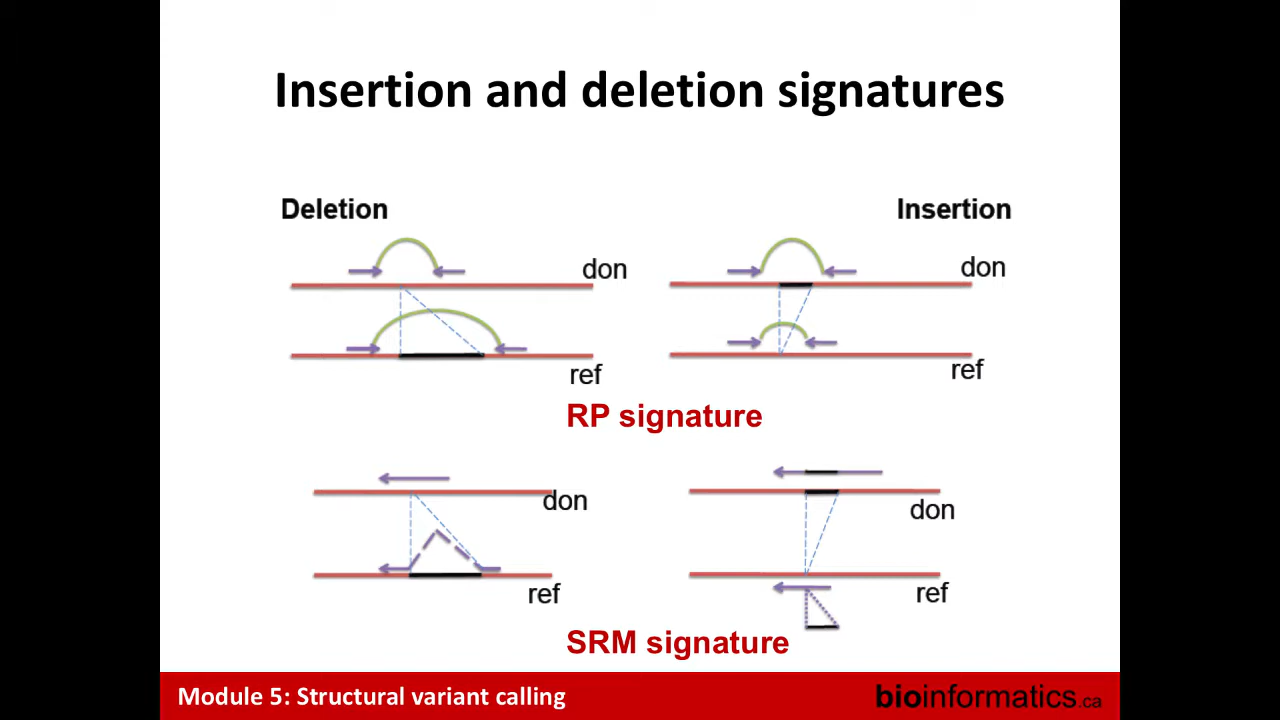 Insertion and deletion signatures
Deletion
Insertion
don
don
ref
ref
RP signature
don
don
ref
ref
SRM signature
Module 5: Structural variant calling
bioinformatics.ca